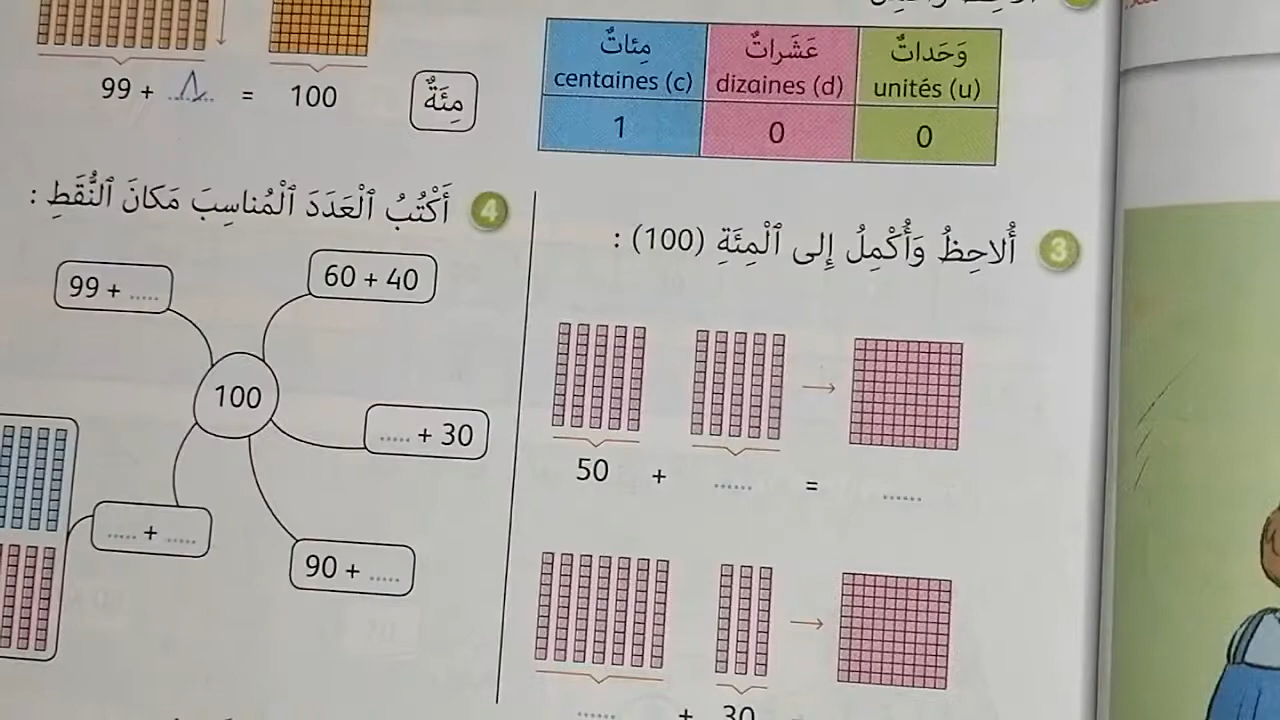 مِئاتٌ عَشَراتٌ وَحَداتٌ
centaines (c) dizaines (d) unités (u)
1 0 0
99 + 1 = 100
مِئَةٌ
3 أُلاحِظُ وَأُكْمِلُ إِلى ٱلْمِئَةِ (100) :
50 + ...... = ......
...... + 30 =
4 أَكْتُبُ ٱلْعَدَدَ ٱلْمُناسِبَ مَكانَ ٱلنُّقَطِ :
99 + .....
60 + 40
100
..... + 30
..... + .....
90 + .....